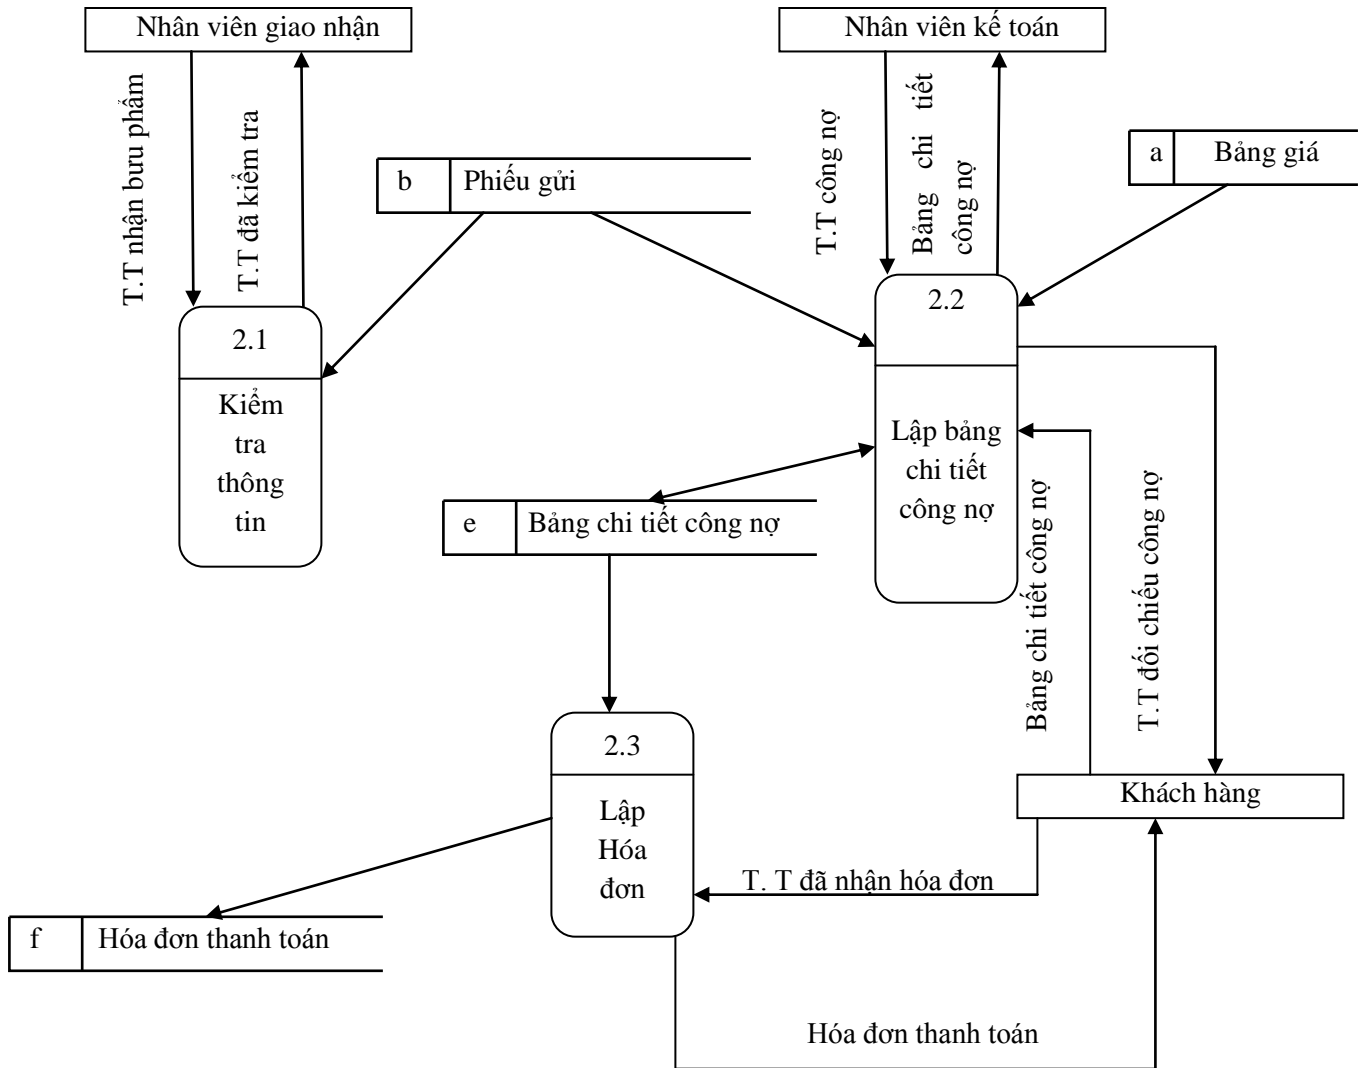 Nhân viên giao nhận
Nhân viên kế toán
T.T nhận bưu phẩm
T.T đã kiểm tra
T.T công nợ
Bảng chi tiết
công nợ
a
Bảng giá
b
Phiếu gửi
2.1
Kiểm
tra
thông
tin
2.2
Lập bảng
chi tiết
công nợ
e
Bảng chi tiết công nợ
Bảng chi tiết công nợ
T.T đối chiếu công nợ
2.3
Lập
Hóa
đơn
Khách hàng
T. T đã nhận hóa đơn
f
Hóa đơn thanh toán
Hóa đơn thanh toán